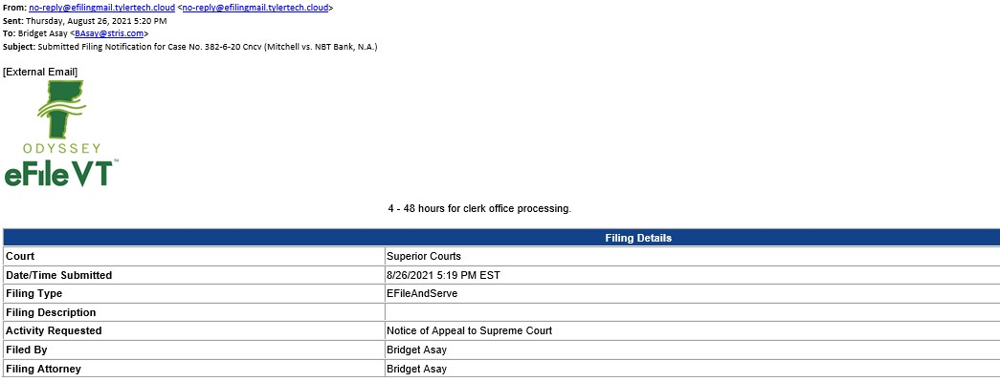 From: no-reply@efilingmail.tylertech.cloud <no-reply@efilingmail.tylertech.cloud>
Sent: Thursday, August 26, 2021 5:20 PM
To: Bridget Asay <BAsay@stris.com>
Subject: Submitted Filing Notification for Case No. 382-6-20 Cncv (Mitchell vs. NBT Bank, N.A.)
[External Email]
ODYSSEY
eFileVT™
4 - 48 hours for clerk office processing.
Filing Details
Court Superior Courts
Date/Time Submitted 8/26/2021 5:19 PM EST
Filing Type EFileAndServe
Filing Description
Activity Requested Notice of Appeal to Supreme Court
Filed By Bridget Asay
Filing Attorney Bridget Asay